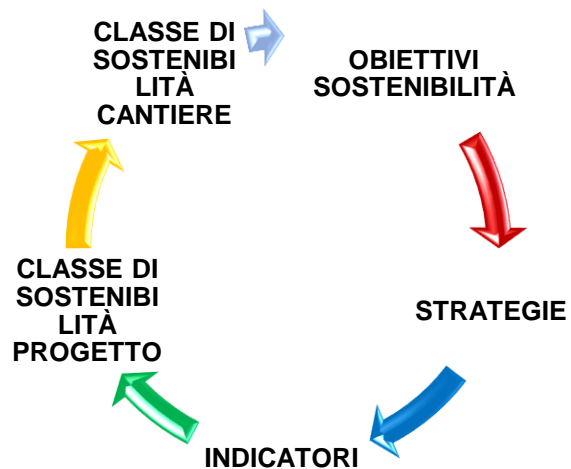 CLASSE DI
SOSTENIBI
LITÀ
CANTIERE
OBIETTIVI
SOSTENIBILITÀ
STRATEGIE
INDICATORI
CLASSE DI
SOSTENIBI
LITÀ
PROGETTO